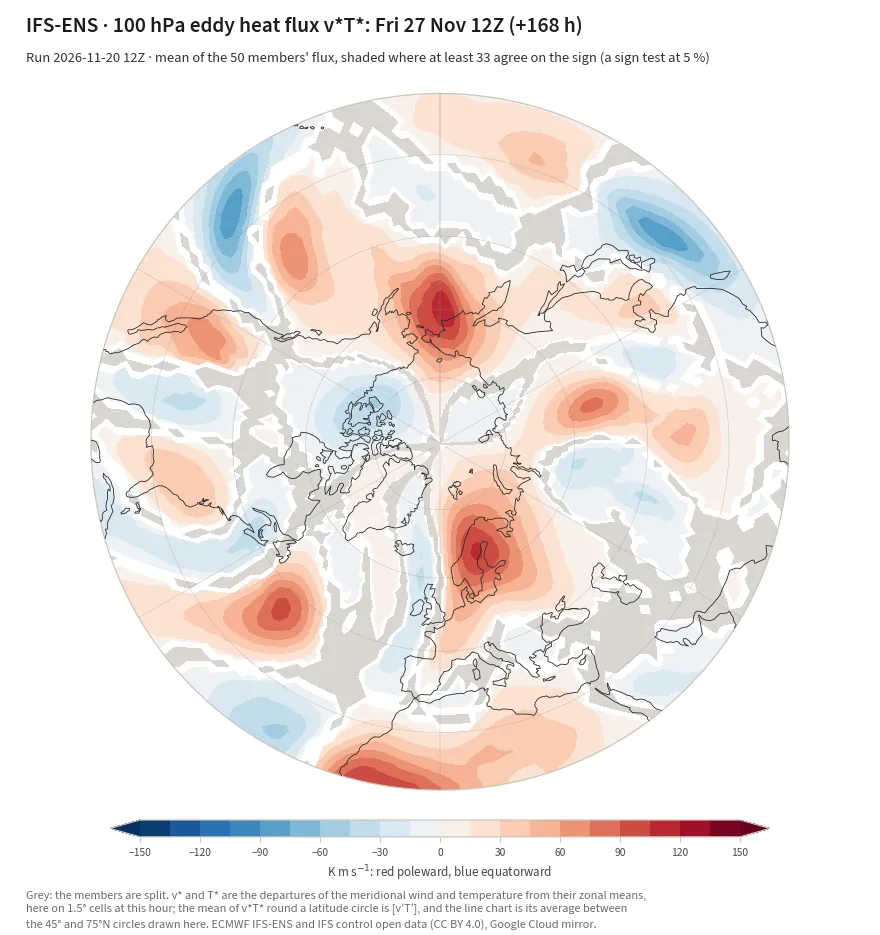 IFS-ENS · 100 hPa eddy heat flux v*T*: Fri 27 Nov 12Z (+168 h)
Run 2026-11-20 12Z · mean of the 50 members' flux, shaded where at least 33 agree on the sign (a sign test at 5 %)
−150 −120 −90 −60 −30 0 30 60 90 120 150
K m s⁻¹: red poleward, blue equatorward
Grey: the members are split. v* and T* are the departures of the meridional wind and temperature from their zonal means,
here on 1.5° cells at this hour; the mean of v*T* round a latitude circle is [v'T'], and the line chart is its average between
the 45° and 75°N circles drawn here. ECMWF IFS-ENS and IFS control open data (CC BY 4.0), Google Cloud mirror.